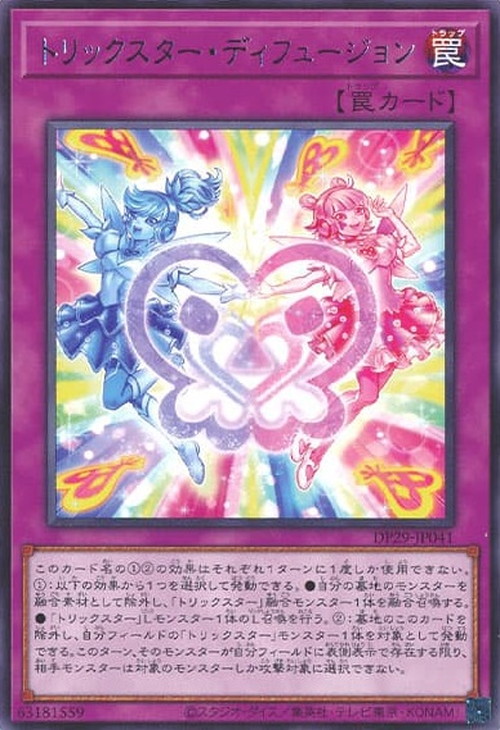 トリックスター・ディフュージョン
罠
トラップ
【罠カード】
トラップ
DP29-JP041
このカード名の①②の効果はそれぞれ1ターンに1度しか使用できない。
①:以下の効果から1つを選択して発動できる。●自分の墓地のモンスターを
融合素材として除外し、「トリックスター」融合モンスター1体を融合召喚する。
●「トリックスター」Lモンスター1体のL召喚を行う。②:墓地のこのカードを
除外し、自分フィールドの「トリックスター」モンスター1体を対象として発動
できる。このターン、そのモンスターが自分フィールドに表側表示で存在する限り、
相手モンスターは対象のモンスターしか攻撃対象に選択できない。
63181559
©スタジオ・ダイス/集英社・テレビ東京・KONAMI